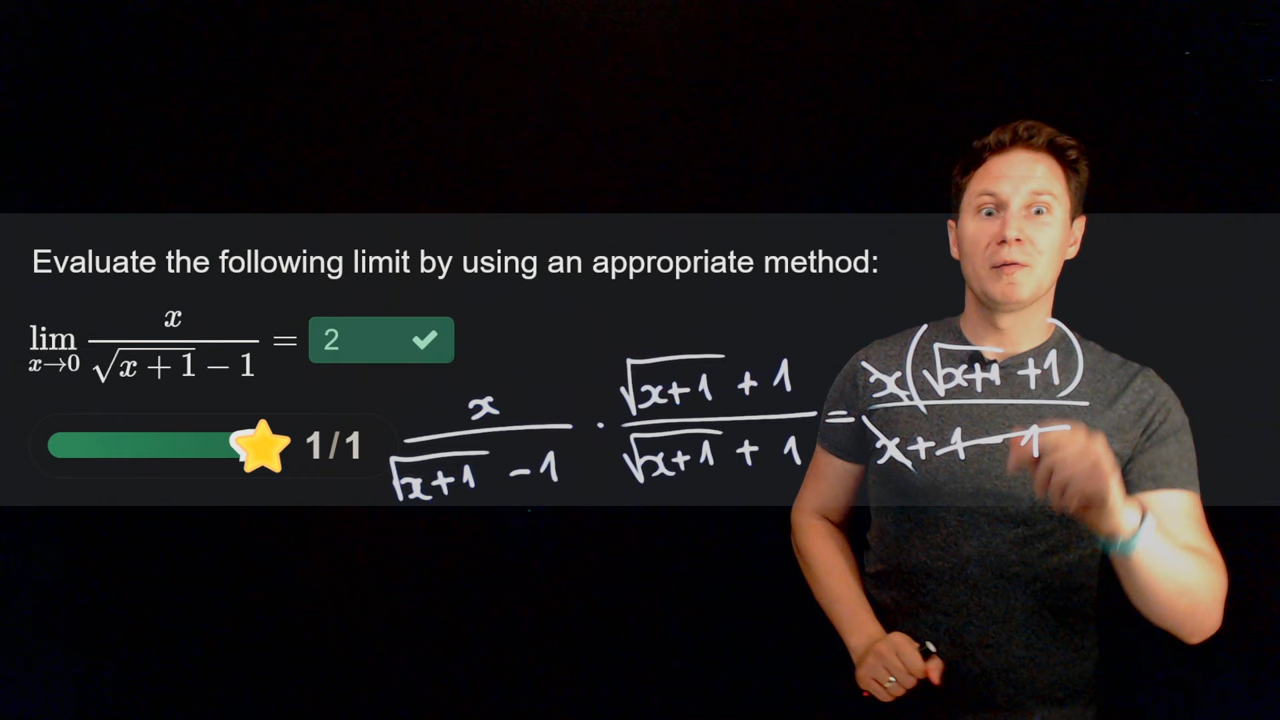 Evaluate the following limit by using an appropriate method:
lim x→0 x / (√(x + 1) − 1) = 2
1/1
x / (√(x+1) −1) · (√(x+1) + 1) / (√(x+1) + 1) = x(√(x+1) +1) / (x+1−1)